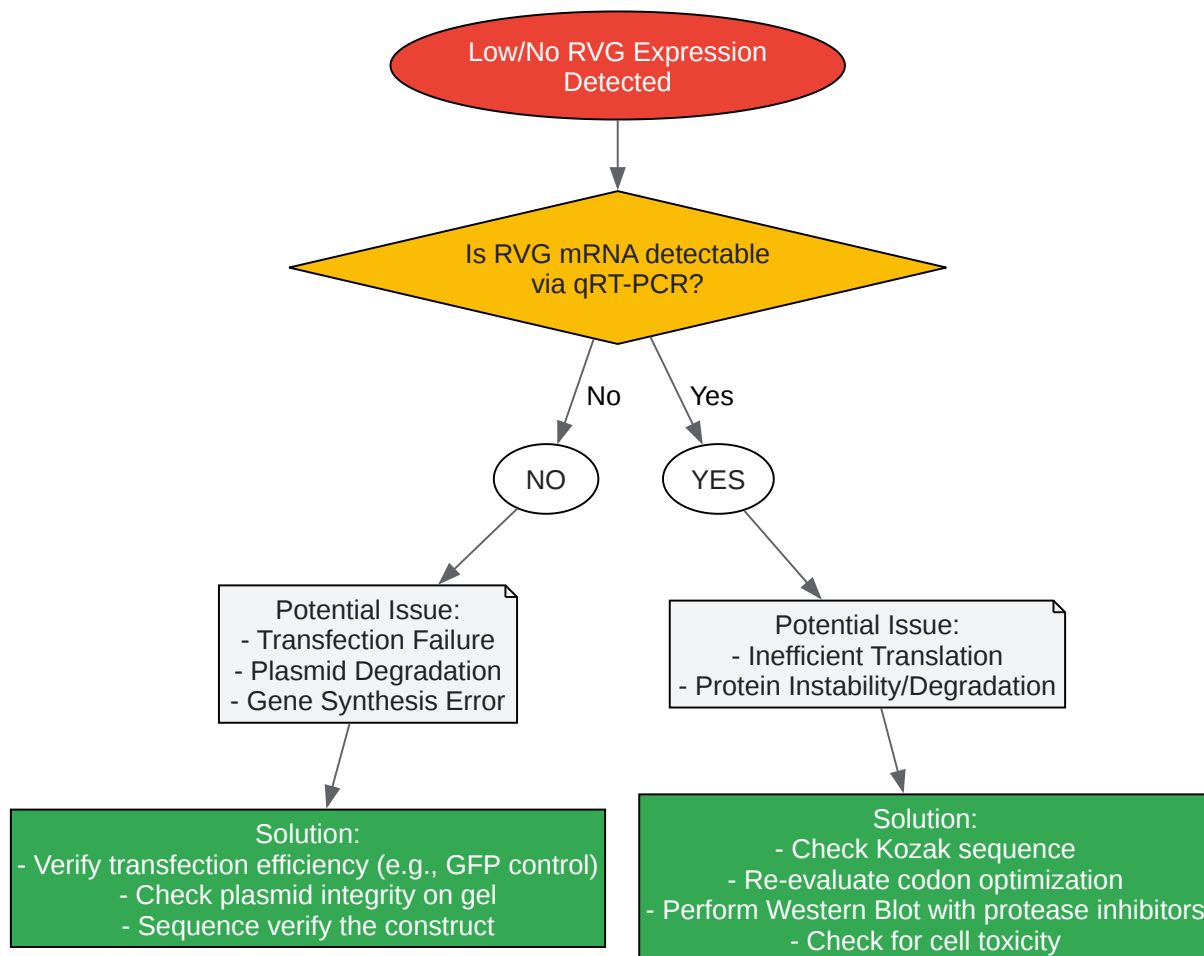 Low/No RVG Expression
Detected
Is RVG mRNA detectable
via qRT-PCR?
No
Yes
NO
YES
Potential Issue:
- Transfection Failure
- Plasmid Degradation
- Gene Synthesis Error
Potential Issue:
- Inefficient Translation
- Protein Instability/Degradation
Solution:
- Verify transfection efficiency (e.g., GFP control)
- Check plasmid integrity on gel
- Sequence verify the construct
Solution:
- Check Kozak sequence
- Re-evaluate codon optimization
- Perform Western Blot with protease inhibitors
- Check for cell toxicity